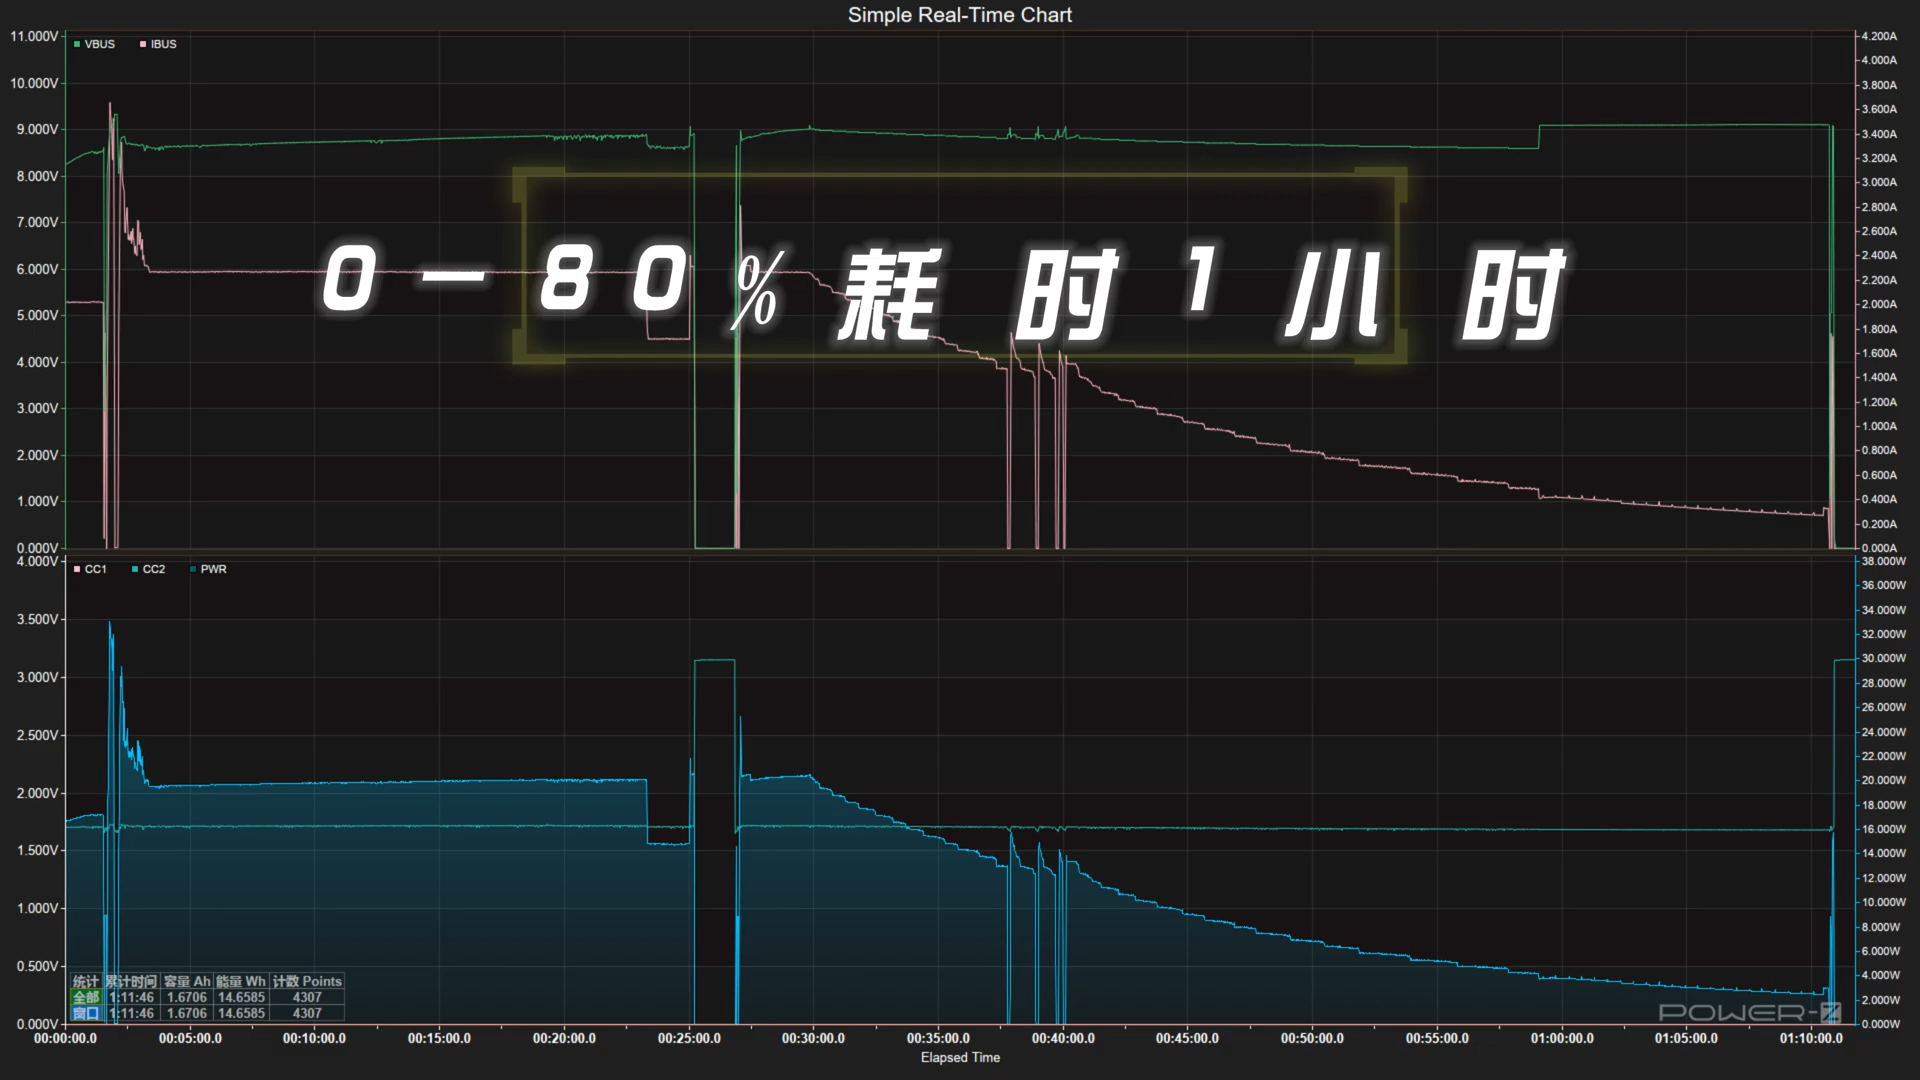 Simple Real-Time Chart
VBUS IBUS
11.000V
10.000V
9.000V
8.000V
7.000V
6.000V
5.000V
4.000V
3.000V
2.000V
1.000V
0.000V
4.200A
4.000A
3.800A
3.600A
3.400A
3.200A
3.000A
2.800A
2.600A
2.400A
2.200A
2.000A
1.800A
1.600A
1.400A
1.200A
1.000A
0.800A
0.600A
0.400A
0.200A
0.000A
0一80%耗时1小时
CC1 CC2 PWR
4.000V
3.500V
3.000V
2.500V
2.000V
1.500V
1.000V
0.500V
0.000V
38.000W
36.000W
34.000W
32.000W
30.000W
28.000W
26.000W
24.000W
22.000W
20.000W
18.000W
16.000W
14.000W
12.000W
10.000W
8.000W
6.000W
4.000W
2.000W
0.000W
统计 累计时间 容量 Ah 能量 Wh 计数 Points
全部 1:11:46 1.6706 14.6585 4307
窗口 1:11:46 1.6706 14.6585 4307
POWER-Z
00:00:00.0 00:05:00.0 00:10:00.0 00:15:00.0 00:20:00.0 00:25:00.0 00:30:00.0 00:35:00.0 00:40:00.0 00:45:00.0 00:50:00.0 00:55:00.0 01:00:00.0 01:05:00.0 01:10:00.0
Elapsed Time